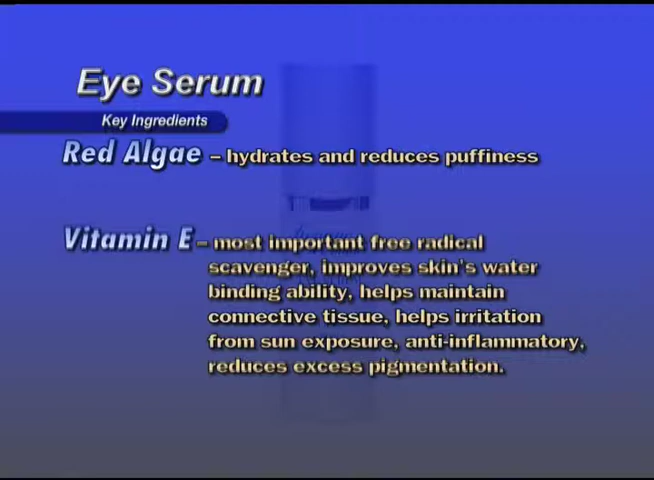 Eye Serum
Key Ingredients
Red Algae – hydrates and reduces puffiness
Vitamin E – most important free radical
scavenger, improves skin's water
binding ability, helps maintain
connective tissue, helps irritation
from sun exposure, anti-inflammatory,
reduces excess pigmentation.